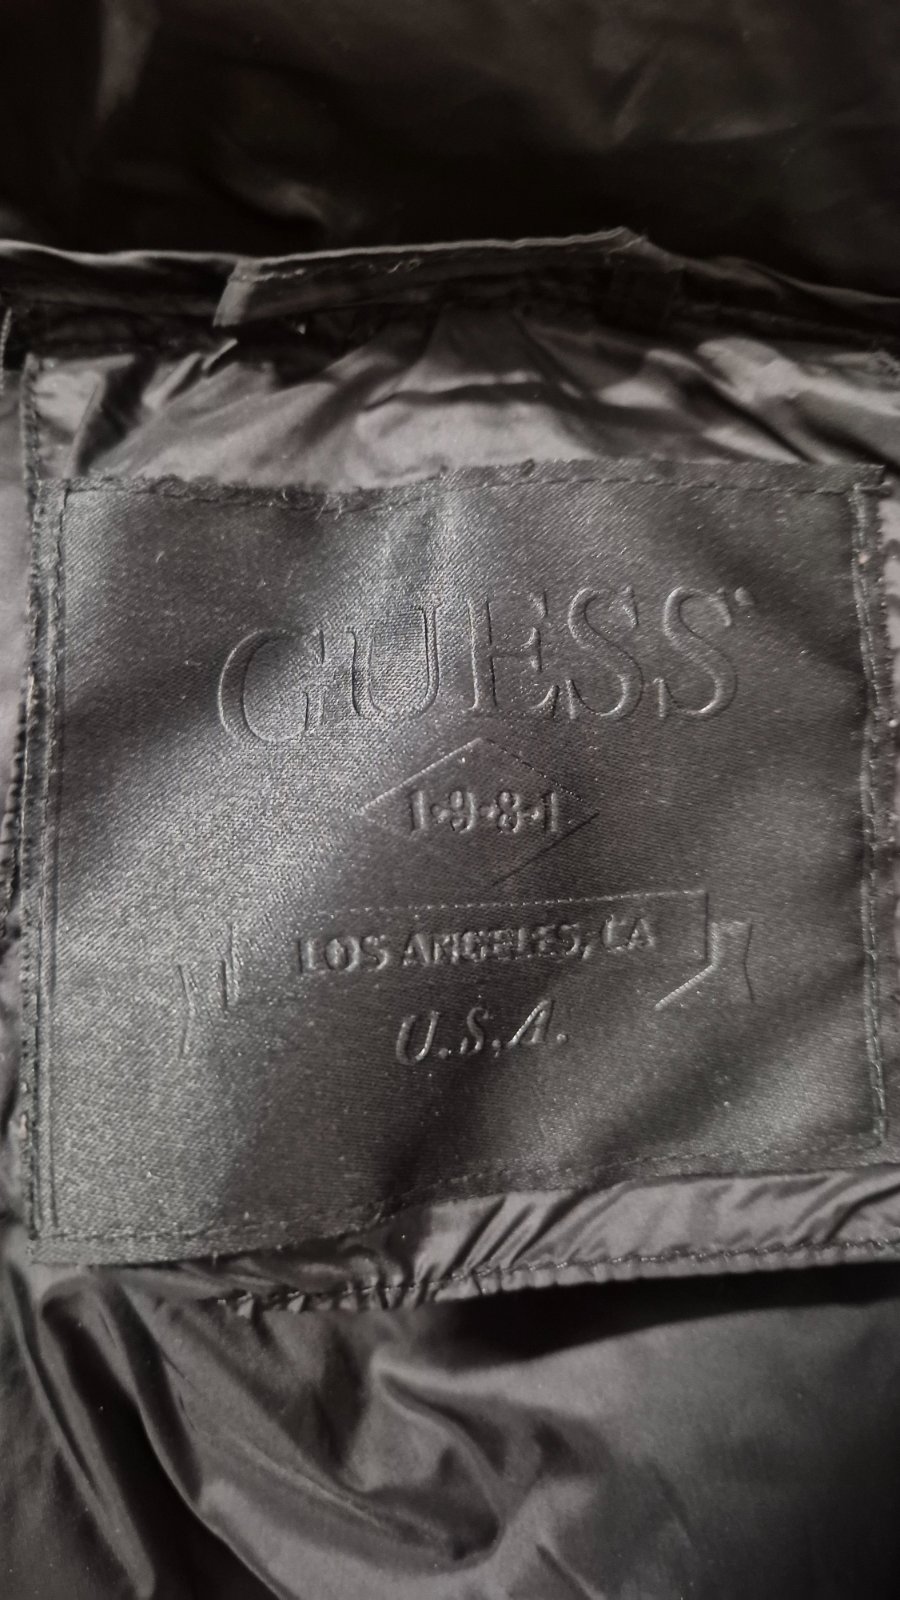 GUESS
1·9·8·1
LOS ANGELES, CA
U.S.A.